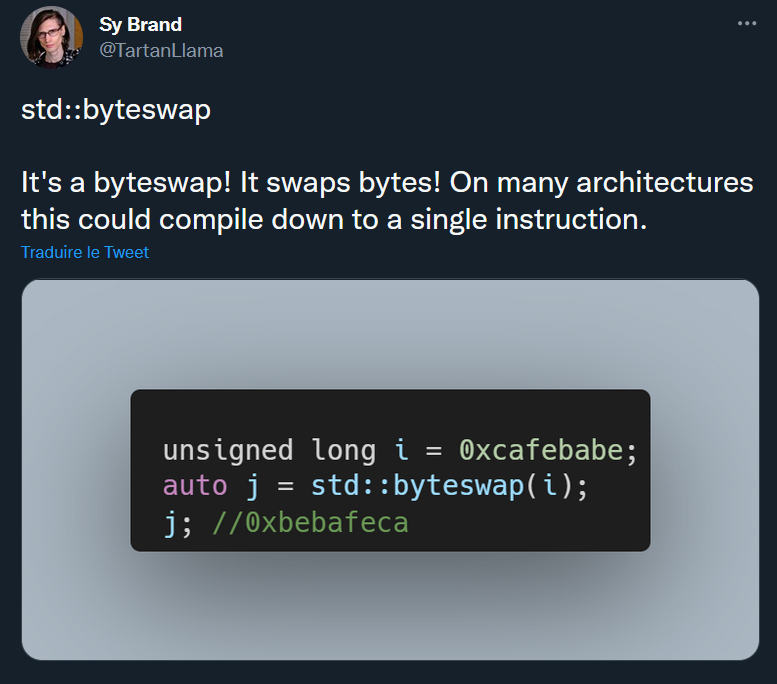 Sy Brand
@TartanLlama
std::byteswap
It's a byteswap! It swaps bytes! On many architectures
this could compile down to a single instruction.
Traduire le Tweet
unsigned long i = 0xcafebabe;
auto j = std::byteswap(i);
j; //0xbebafeca